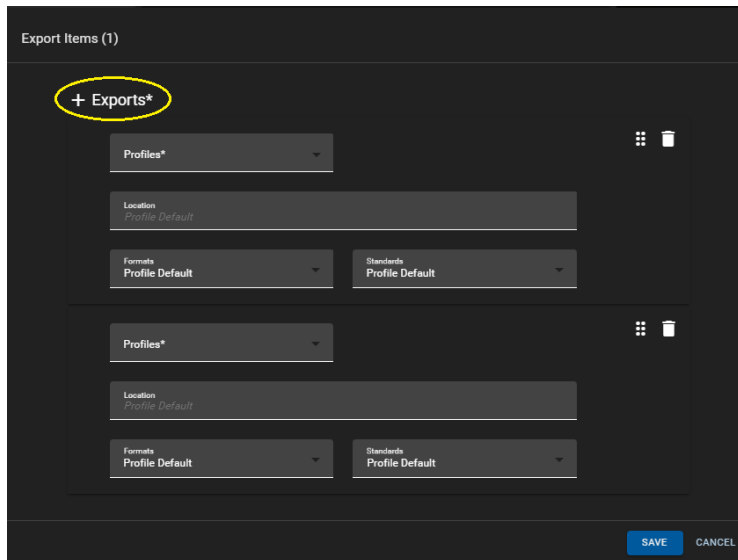 Export Items (1)
+ Exports*
Profiles*
Location
Profile Default
Formats
Profile Default
Standards
Profile Default
Profiles*
Location
Profile Default
Formats
Profile Default
Standards
Profile Default
SAVE CANCEL